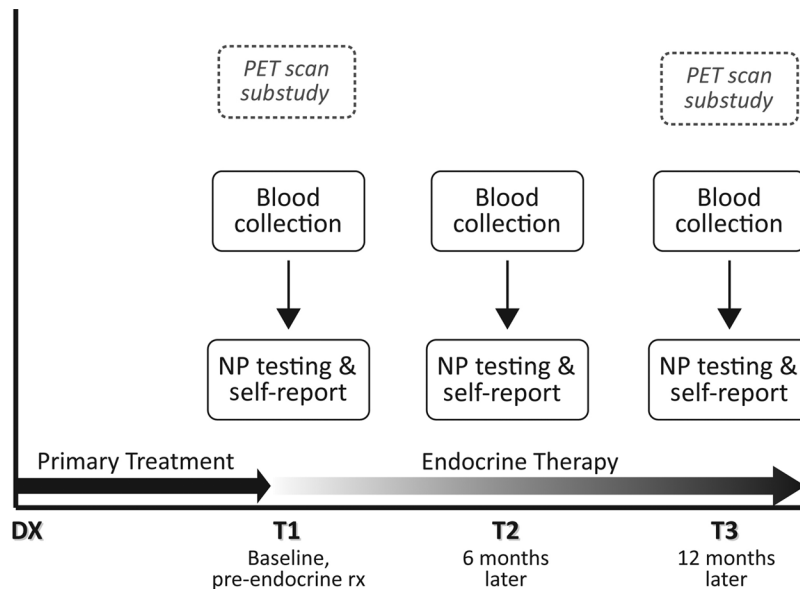 PET scan
substudy
PET scan
substudy
Blood
collection
Blood
collection
Blood
collection
NP testing &
self-report
NP testing &
self-report
NP testing &
self-report
Primary Treatment
Endocrine Therapy
DX
T1
T2
T3
Baseline,
pre-endocrine rx
6 months
later
12 months
later